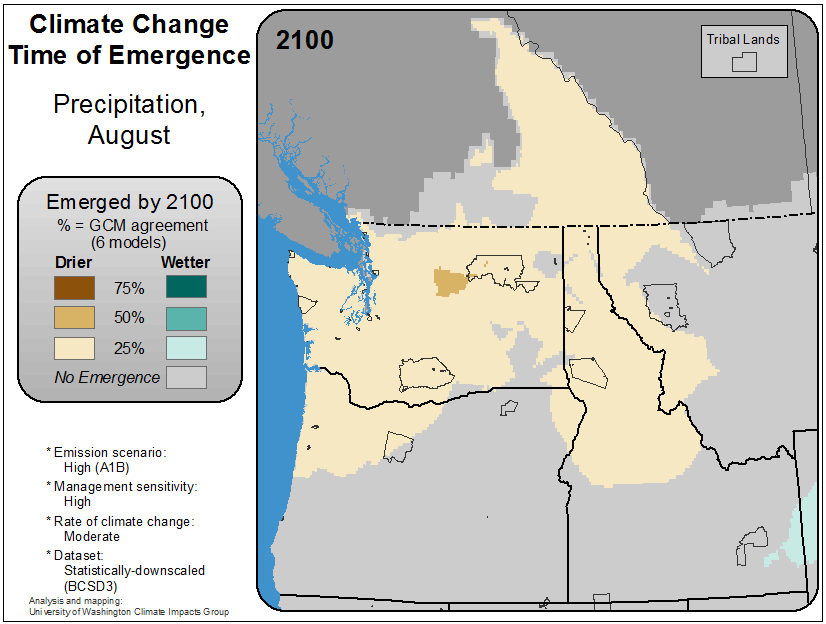 Climate Change
Time of Emergence
Precipitation,
August
Emerged by 2100
% = GCM agreement
(6 models)
Drier Wetter
75%
50%
25%
No Emergence
* Emission scenario:
High (A1B)
* Management sensitivity:
High
* Rate of climate change:
Moderate
* Dataset:
Statistically-downscaled
(BCSD3)
Analysis and mapping:
University of Washington Climate Impacts Group
2100
Tribal Lands